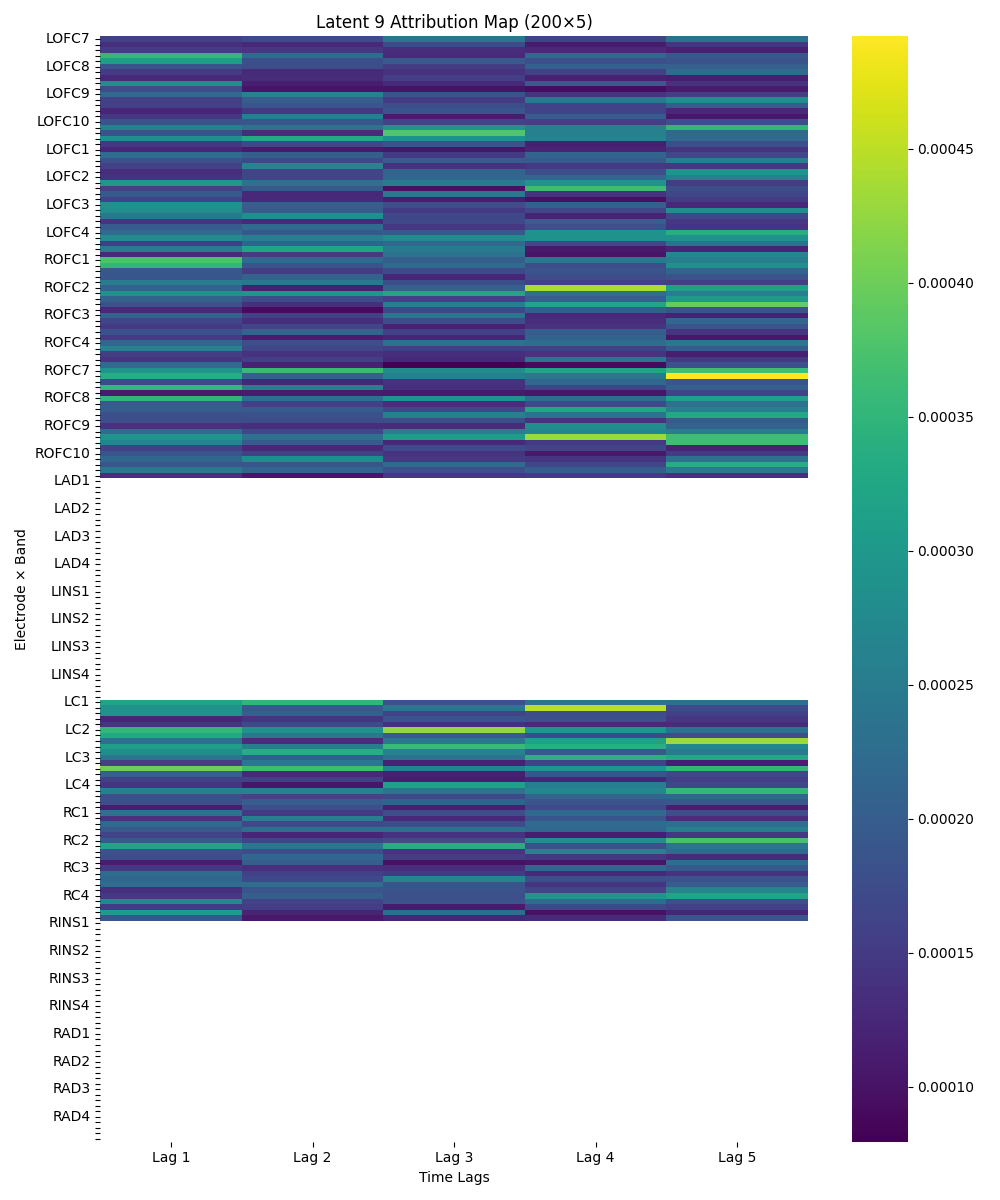 Latent 9 Attribution Map (200×5)
LOFC7
LOFC8
LOFC9
LOFC10
LOFC1
LOFC2
LOFC3
LOFC4
ROFC1
ROFC2
ROFC3
ROFC4
ROFC7
ROFC8
ROFC9
ROFC10
LAD1
LAD2
LAD3
LAD4
LINS1
LINS2
LINS3
LINS4
LC1
LC2
LC3
LC4
RC1
RC2
RC3
RC4
RINS1
RINS2
RINS3
RINS4
RAD1
RAD2
RAD3
RAD4
Electrode × Band
Lag 1 Lag 2 Lag 3 Lag 4 Lag 5
Time Lags
0.00045
0.00040
0.00035
0.00030
0.00025
0.00020
0.00015
0.00010